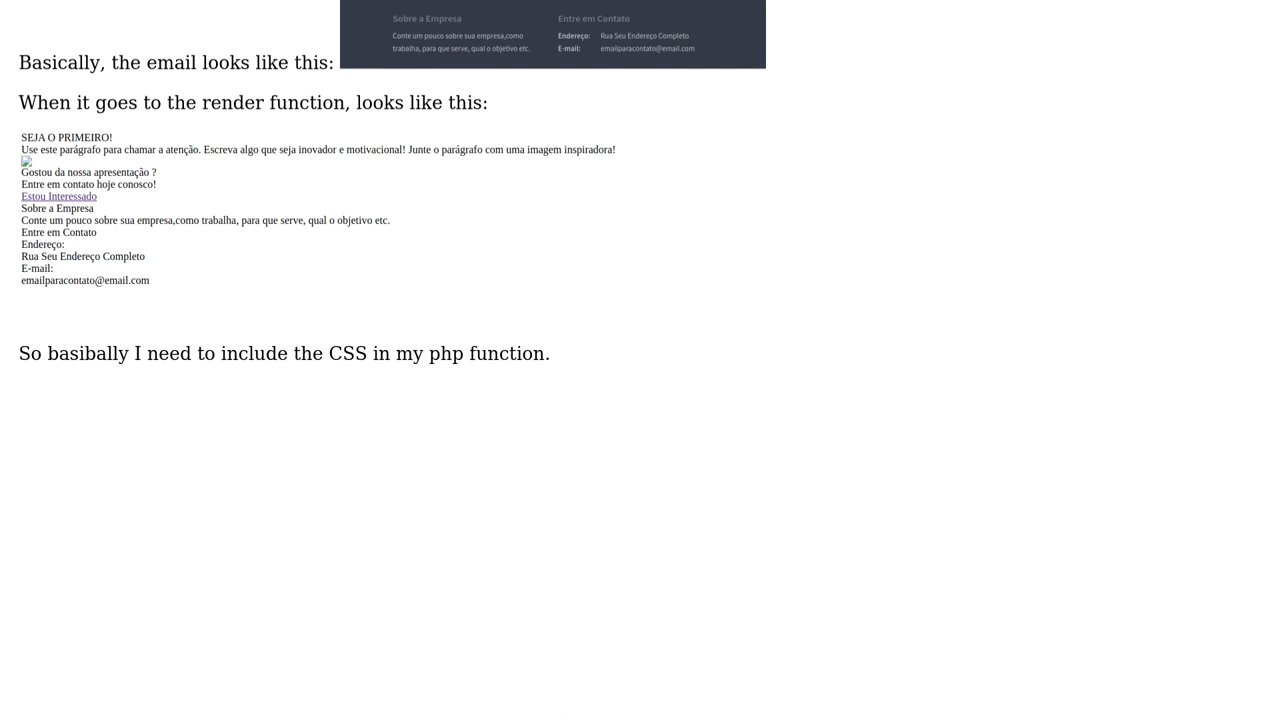 Sobre a Empresa
Entre em Contato
Conte um pouco sobre sua empresa,como
trabalha, para que serve, qual o objetivo etc.
Endereço: Rua Seu Endereço Completo
E-mail: emailparacontato@email.com
Basically, the email looks like this:
When it goes to the render function, looks like this:
SEJA O PRIMEIRO!
Use este parágrafo para chamar a atenção. Escreva algo que seja inovador e motivacional! Junte o parágrafo com uma imagem inspiradora!
Gostou da nossa apresentação ?
Entre em contato hoje conosco!
Estou Interessado
Sobre a Empresa
Conte um pouco sobre sua empresa,como trabalha, para que serve, qual o objetivo etc.
Entre em Contato
Endereço:
Rua Seu Endereço Completo
E-mail:
emailparacontato@email.com
So basibally I need to include the CSS in my php function.